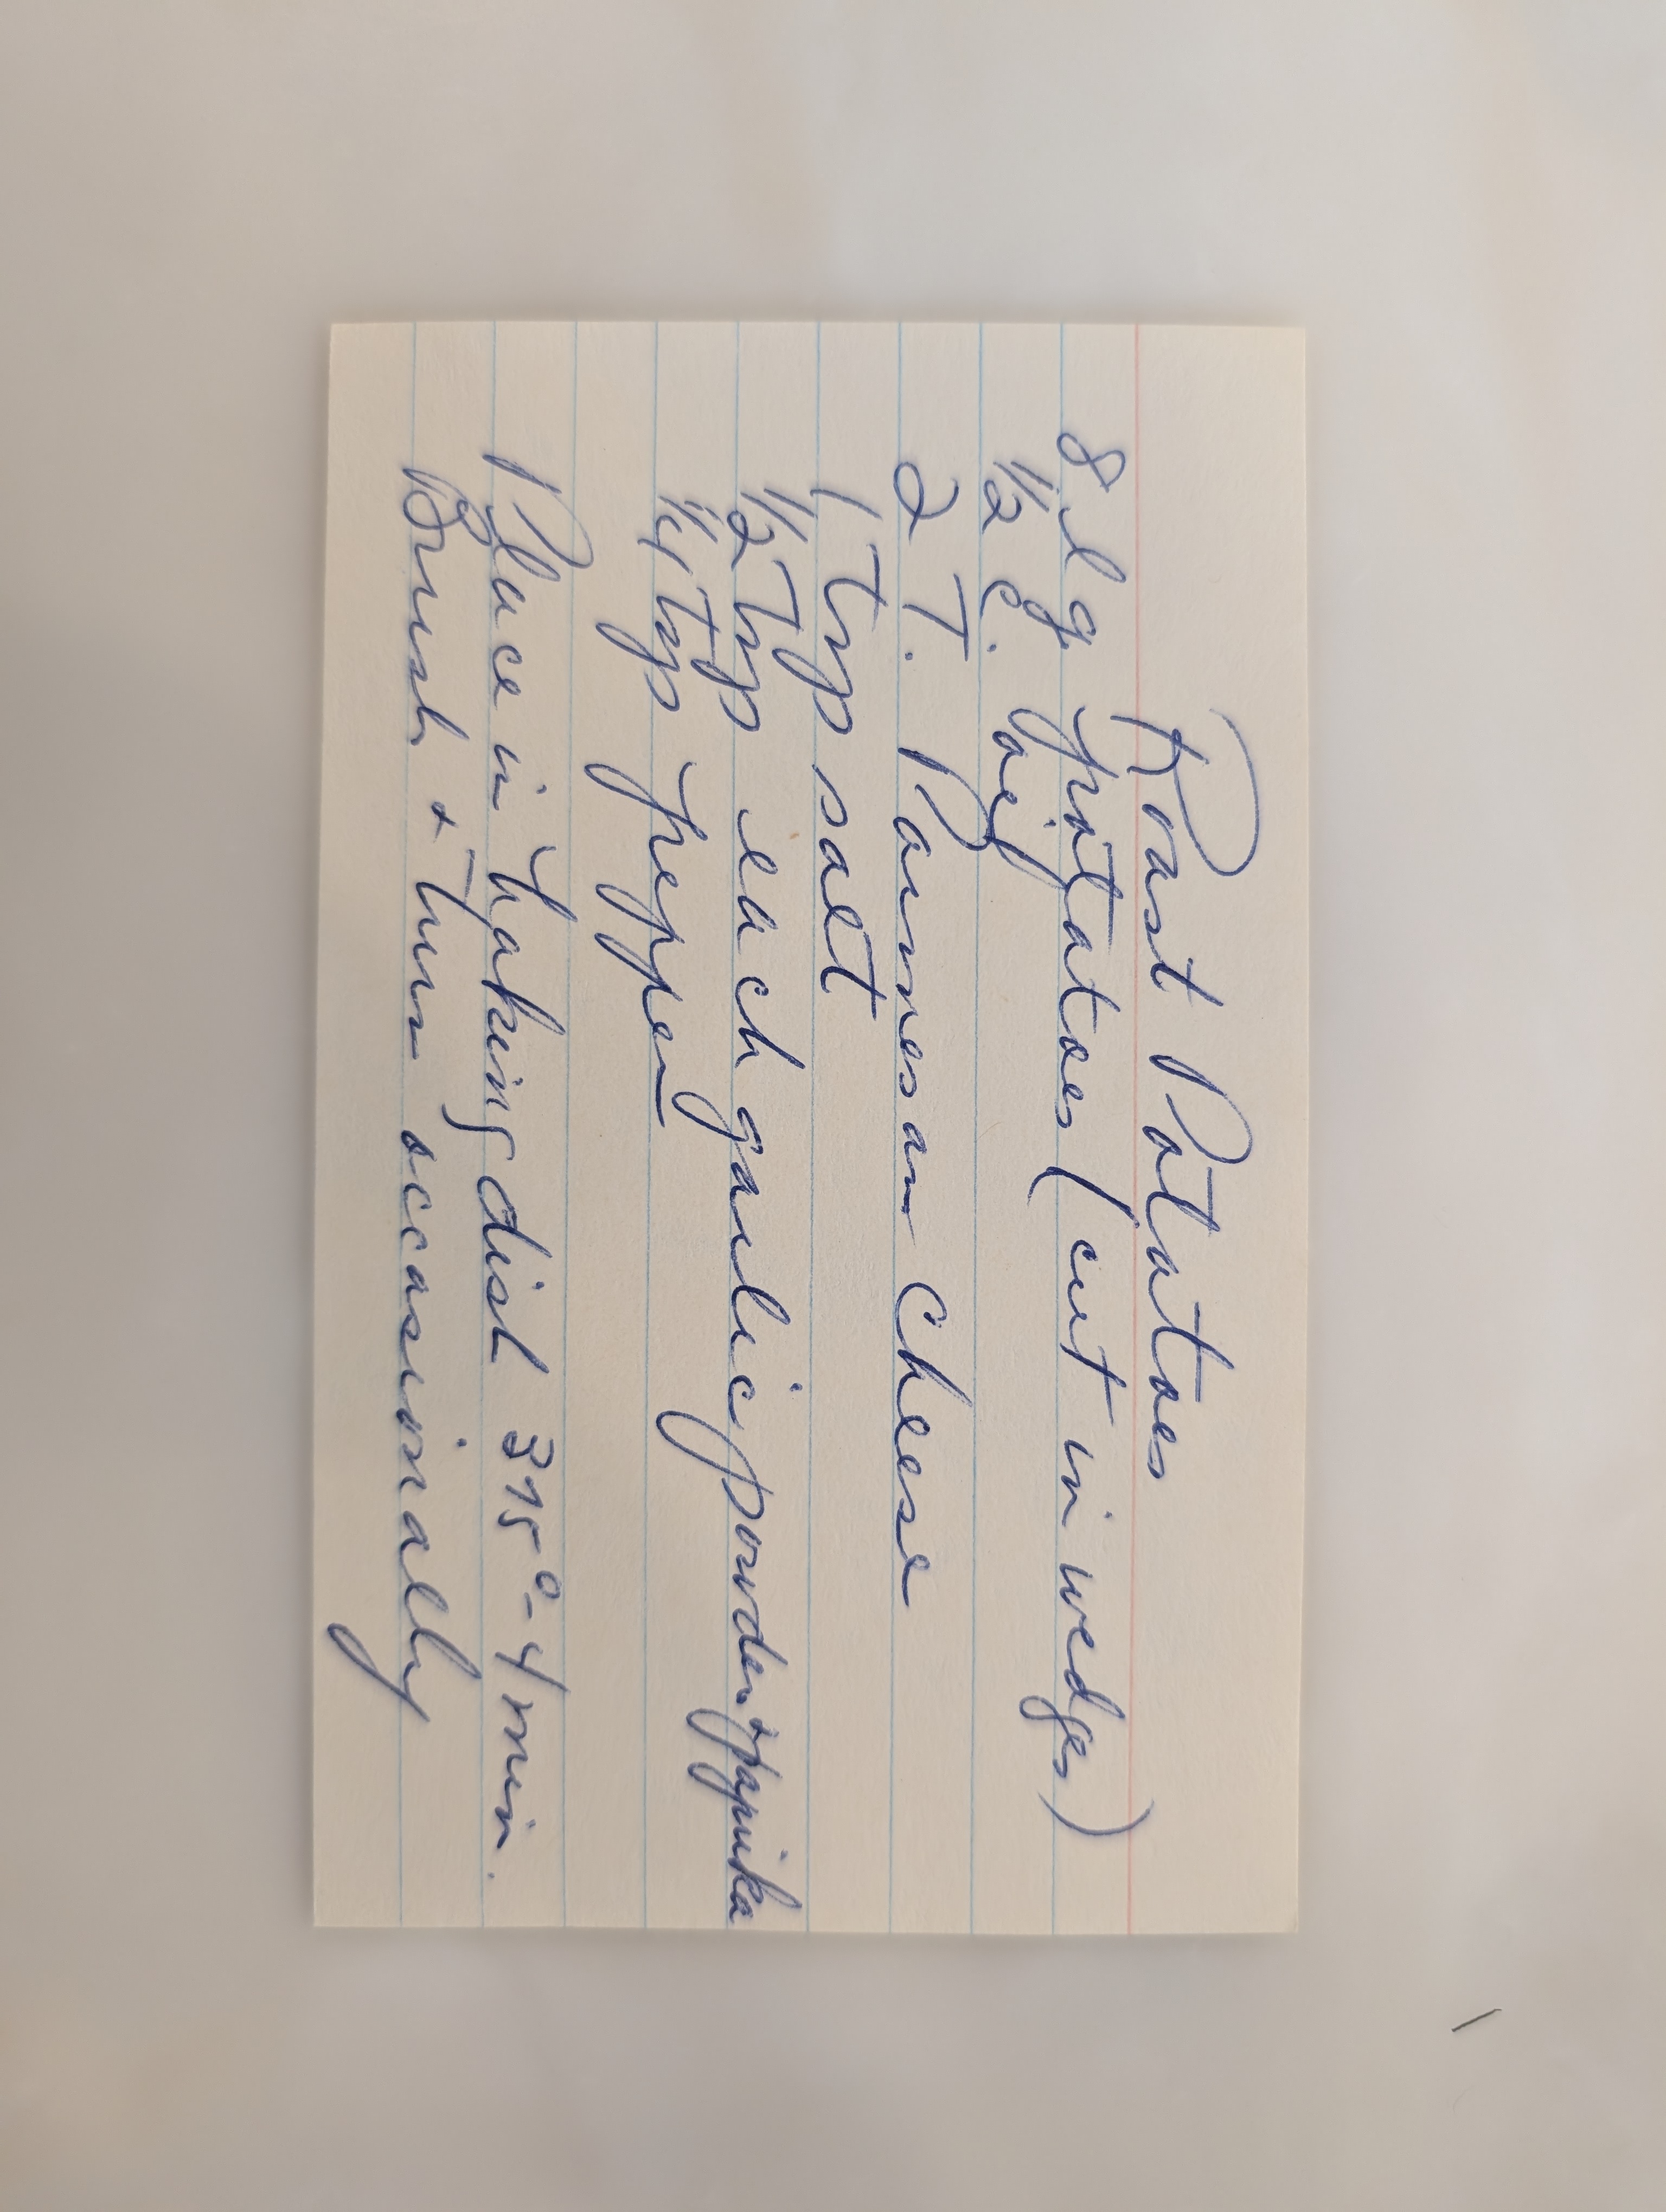 Roast Potatoes
8 lg. potatoes (cut in wedges)
1/2 c. oil
2 T. Parmesan Cheese
1 tsp salt
1/2 tsp each garlic powder + paprika
1/4 tsp pepper
Place in baking dish 375° - 4 min.
Brush + turn occasionally